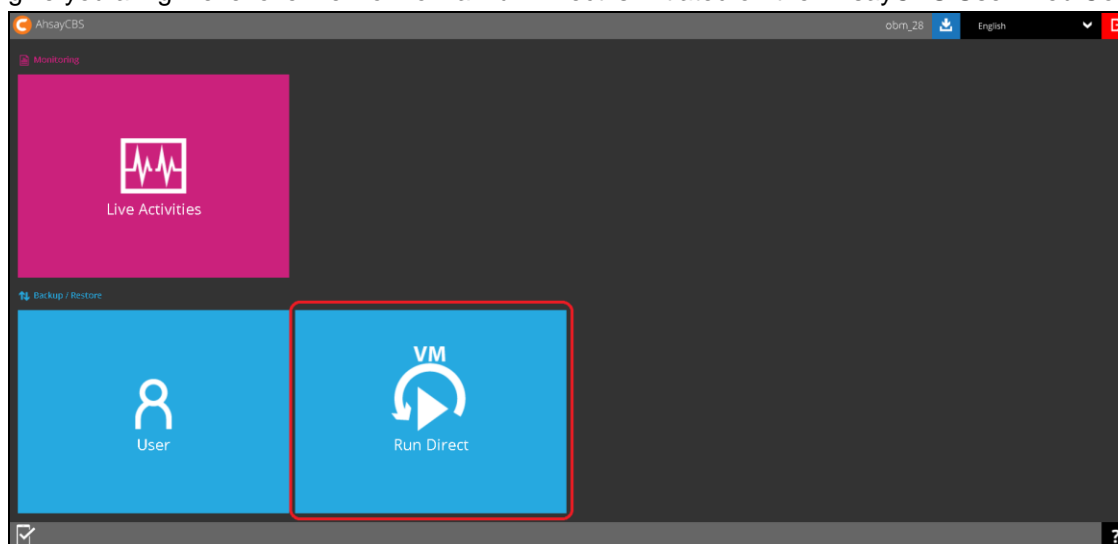 AhsayCBS
obm_28
English
Monitoring
Live Activities
Backup / Restore
User
VM
Run Direct
?